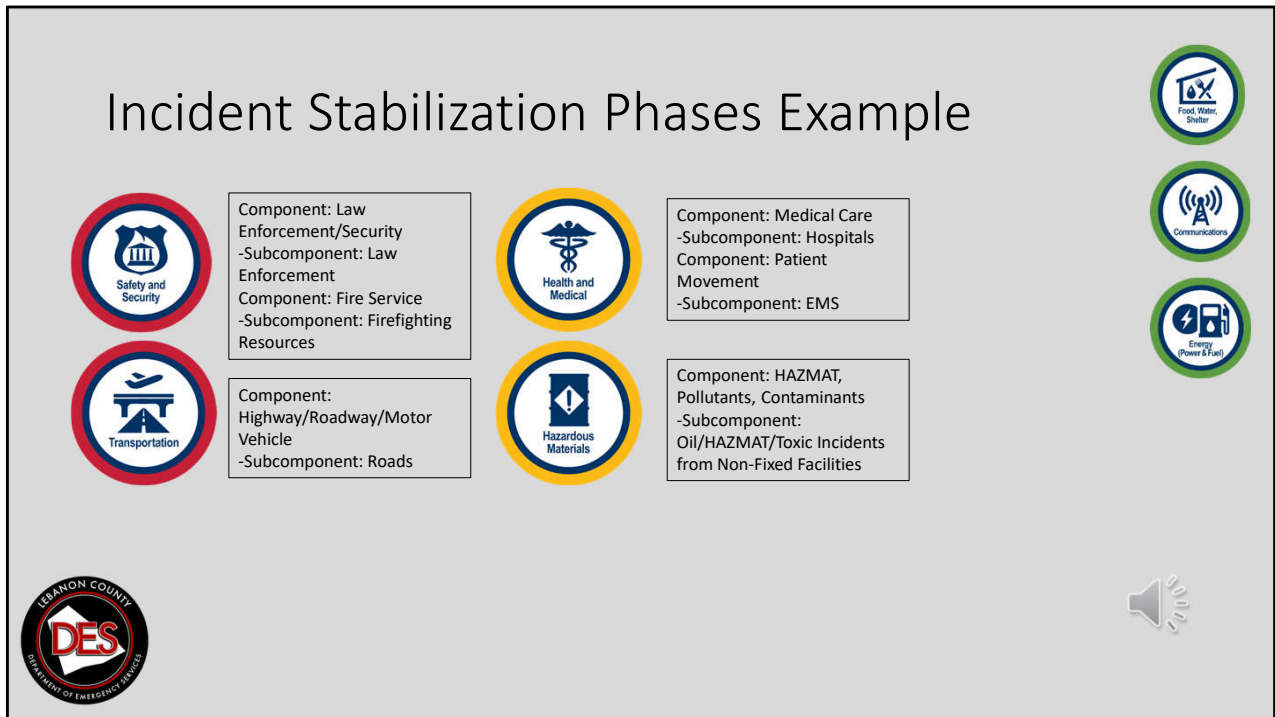 Incident Stabilization Phases Example
Safety and
Security
Component: Law
Enforcement/Security
-Subcomponent: Law
Enforcement
Component: Fire Service
-Subcomponent: Firefighting
Resources
Health and
Medical
Component: Medical Care
-Subcomponent: Hospitals
Component: Patient
Movement
-Subcomponent: EMS
Transportation
Component:
Highway/Roadway/Motor
Vehicle
-Subcomponent: Roads
Hazardous
Materials
Component: HAZMAT,
Pollutants, Contaminants
-Subcomponent:
Oil/HAZMAT/Toxic Incidents
from Non-Fixed Facilities
Food, Water,
Shelter
Communications
Energy
(Power & Fuel)
LEBANON COUNTY
DES
DEPARTMENT OF EMERGENCY SERVICES